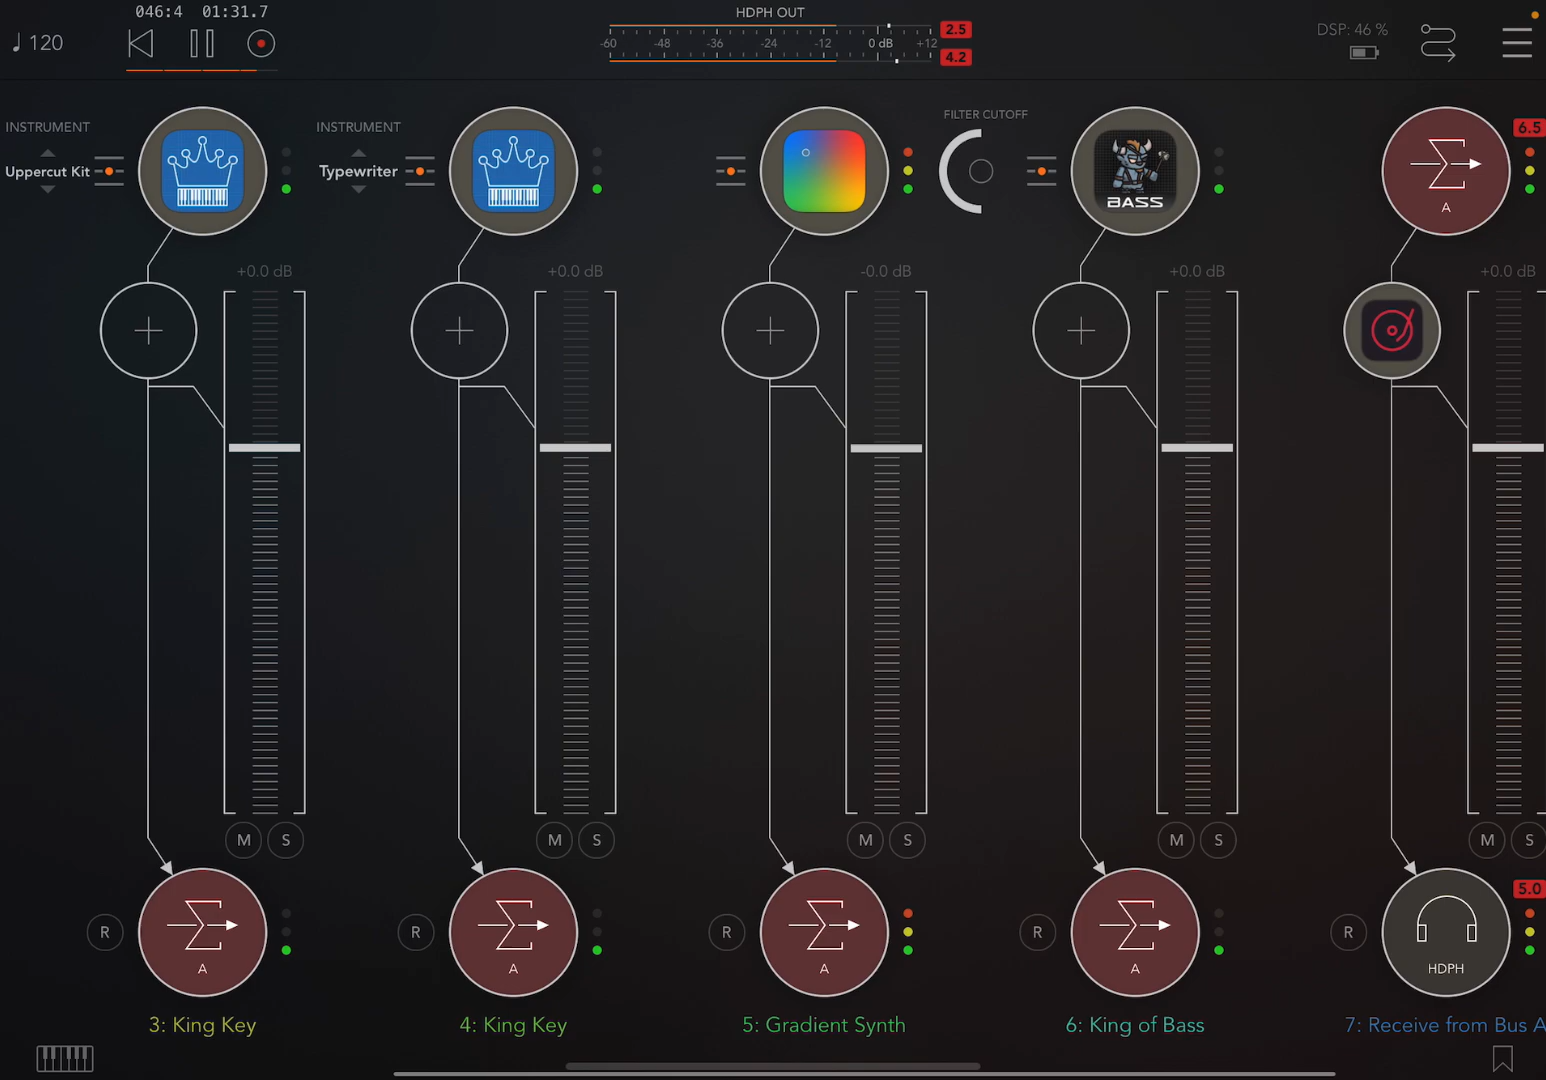 046:4 01:31.7
HDPH OUT
♩ 120
-60 -48 -36 -24 -12 0 dB +12
2.5
4.2
DSP: 46 %
INSTRUMENT
Uppercut Kit
INSTRUMENT
Typewriter
FILTER CUTOFF
BASS
A
6.5
+0.0 dB
+0.0 dB
-0.0 dB
+0.0 dB
+0.0 dB
M S
M S
M S
M S
M S
R A
R A
R A
R A
R HDPH
5.0
3: King Key
4: King Key
5: Gradient Synth
6: King of Bass
7: Receive from Bus A